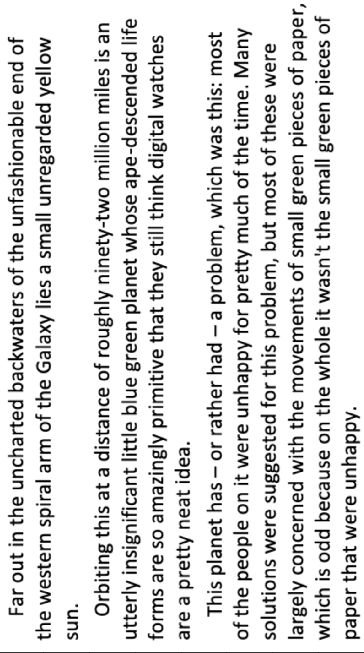 Far out in the uncharted backwaters of the unfashionable end of
the western spiral arm of the Galaxy lies a small unregarded yellow
sun.
Orbiting this at a distance of roughly ninety-two million miles is an
utterly insignificant little blue green planet whose ape-descended life
forms are so amazingly primitive that they still think digital watches
are a pretty neat idea.
This planet has – or rather had – a problem, which was this: most
of the people on it were unhappy for pretty much of the time. Many
solutions were suggested for this problem, but most of these were
largely concerned with the movements of small green pieces of paper,
which is odd because on the whole it wasn't the small green pieces of
paper that were unhappy.